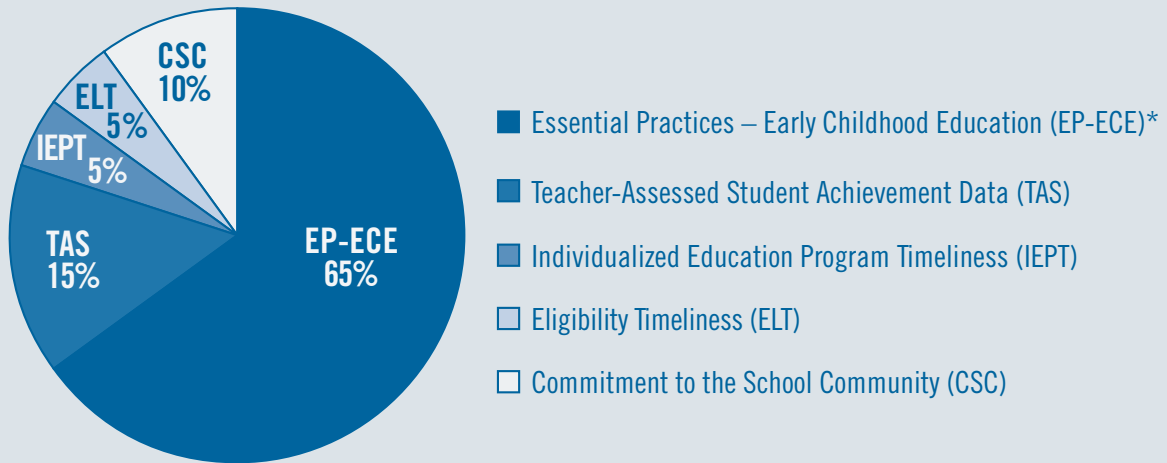 CSC
10%
ELT
5%
IEPT
5%
TAS
15%
EP-ECE
65%
Essential Practices – Early Childhood Education (EP-ECE)*
Teacher-Assessed Student Achievement Data (TAS)
Individualized Education Program Timeliness (IEPT)
Eligibility Timeliness (ELT)
Commitment to the School Community (CSC)